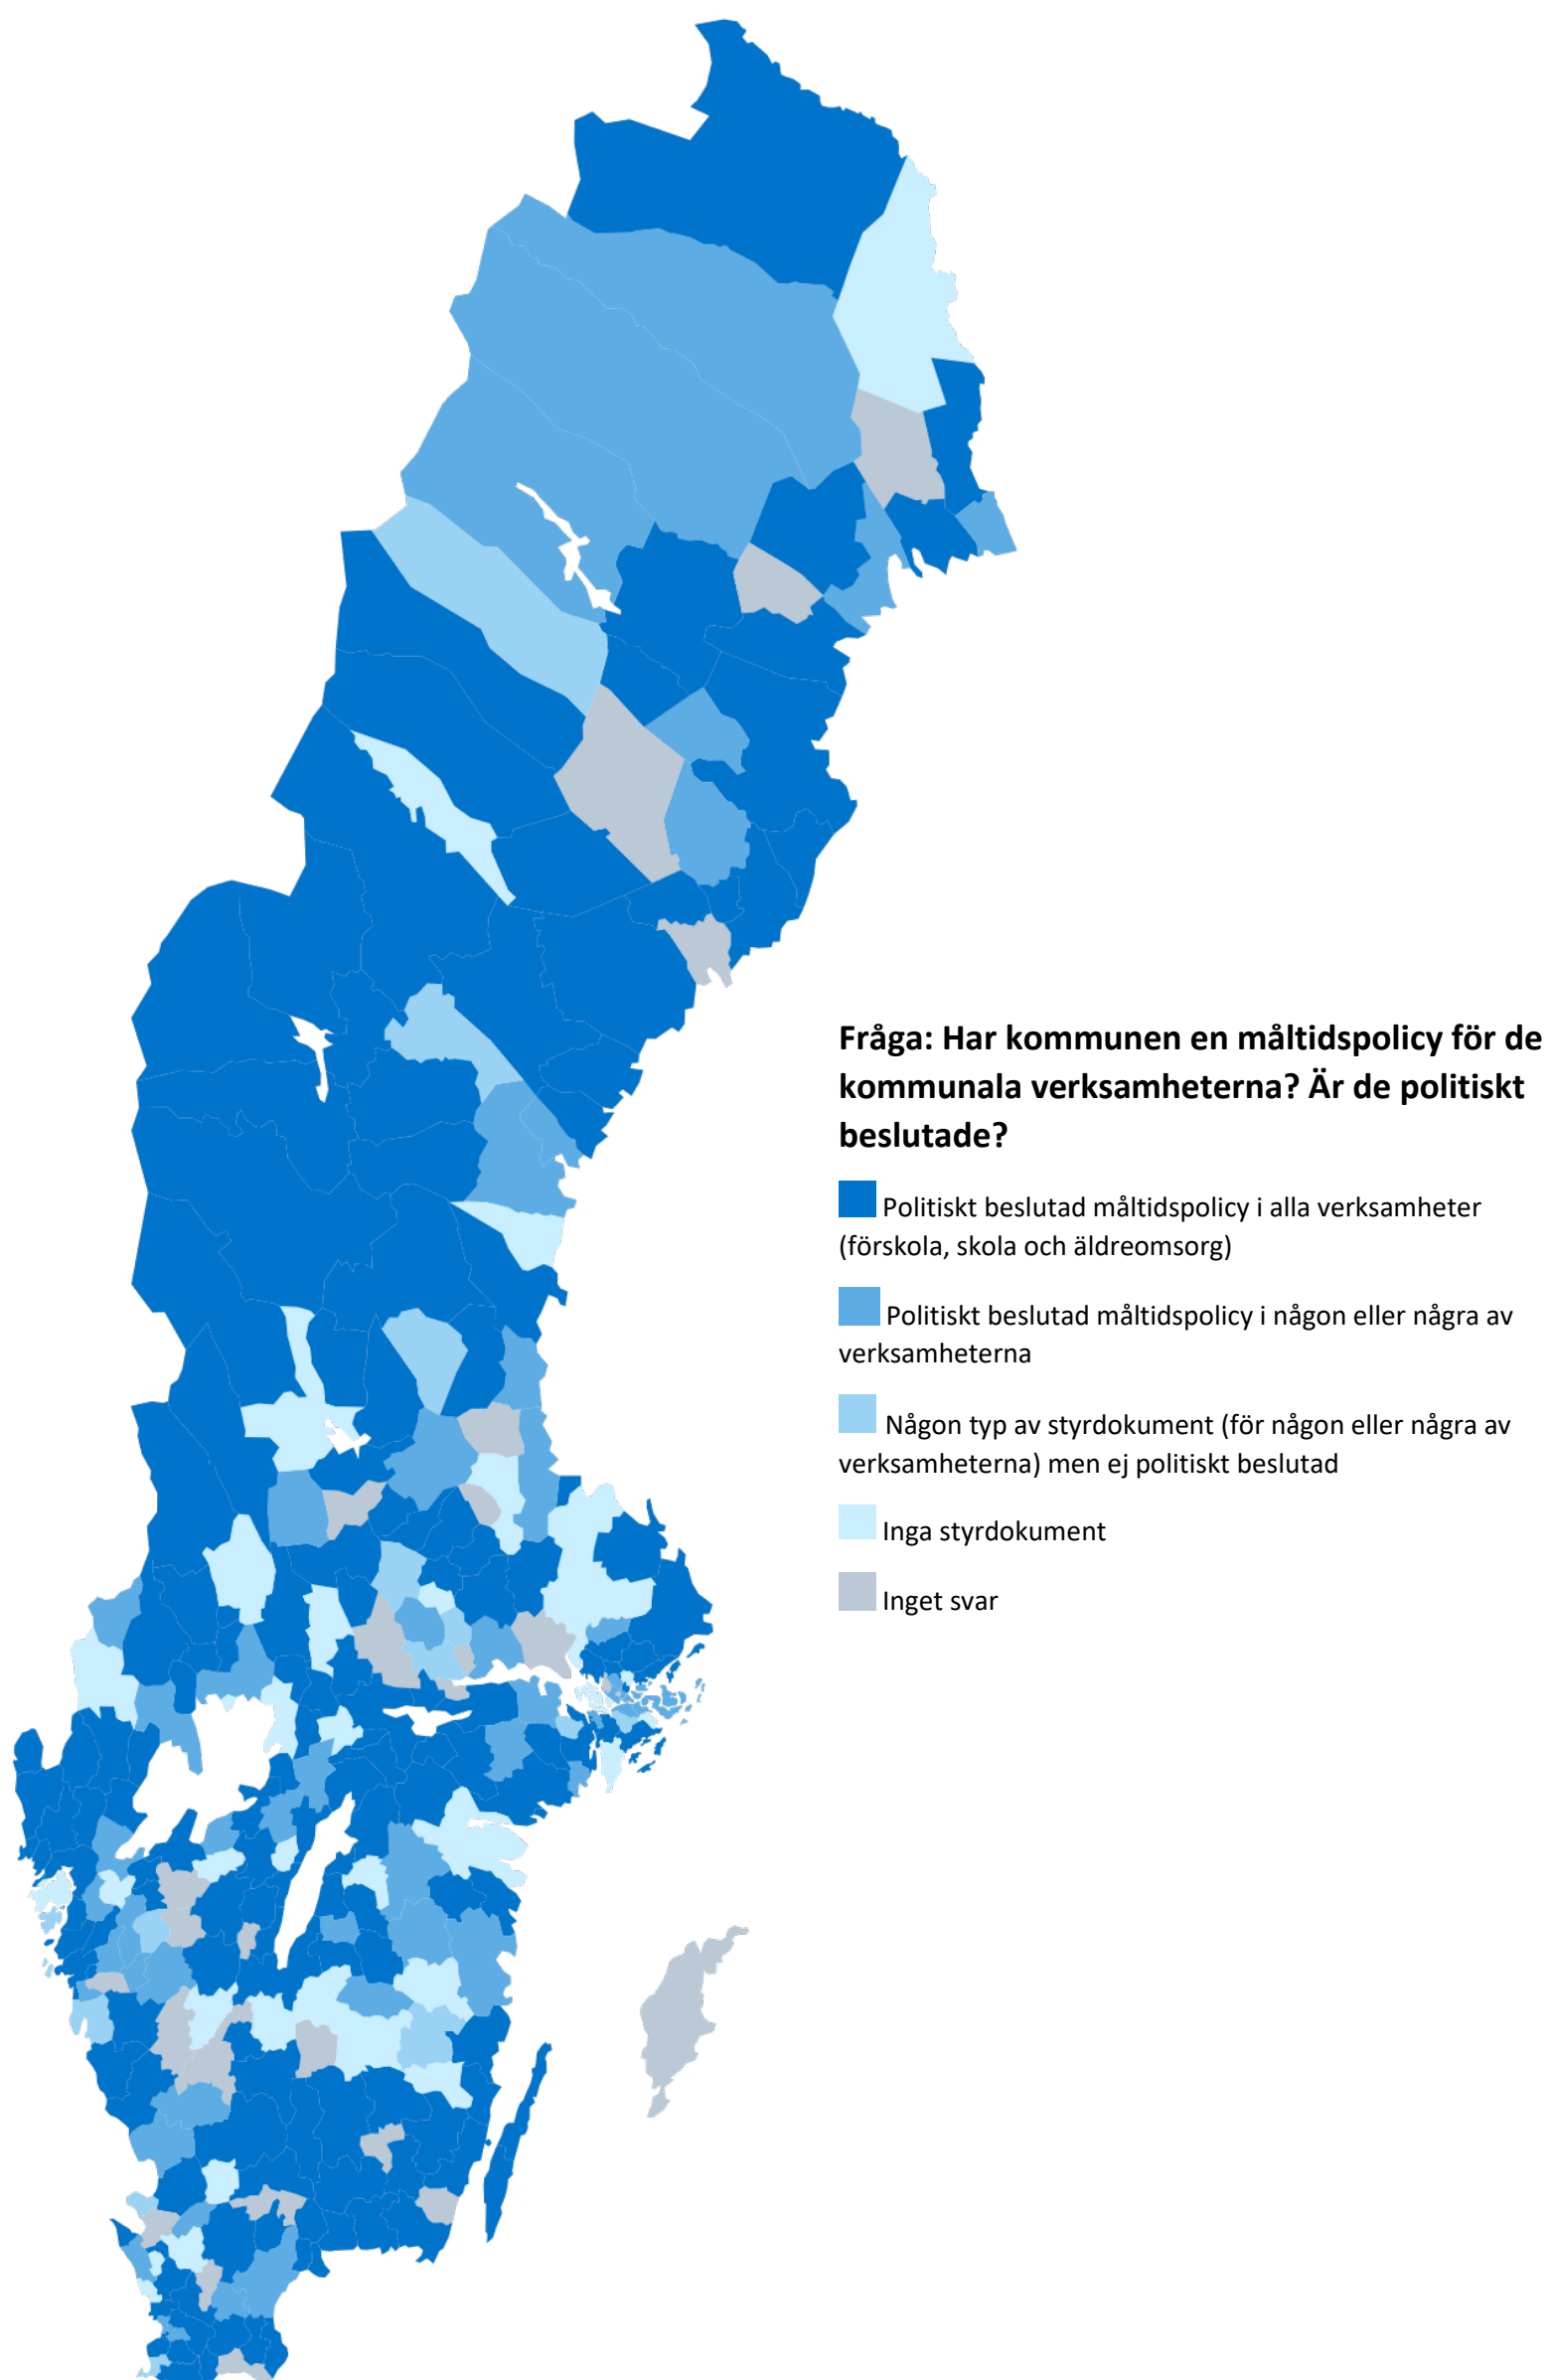 Fråga: Har kommunen en måltidspolicy för de
kommunala verksamheterna? Är de politiskt
beslutade?
Politiskt beslutad måltidspolicy i alla verksamheter
(förskola, skola och äldreomsorg)
Politiskt beslutad måltidspolicy i någon eller några av
verksamheterna
Någon typ av styrdokument (för någon eller några av
verksamheterna) men ej politiskt beslutad
Inga styrdokument
Inget svar